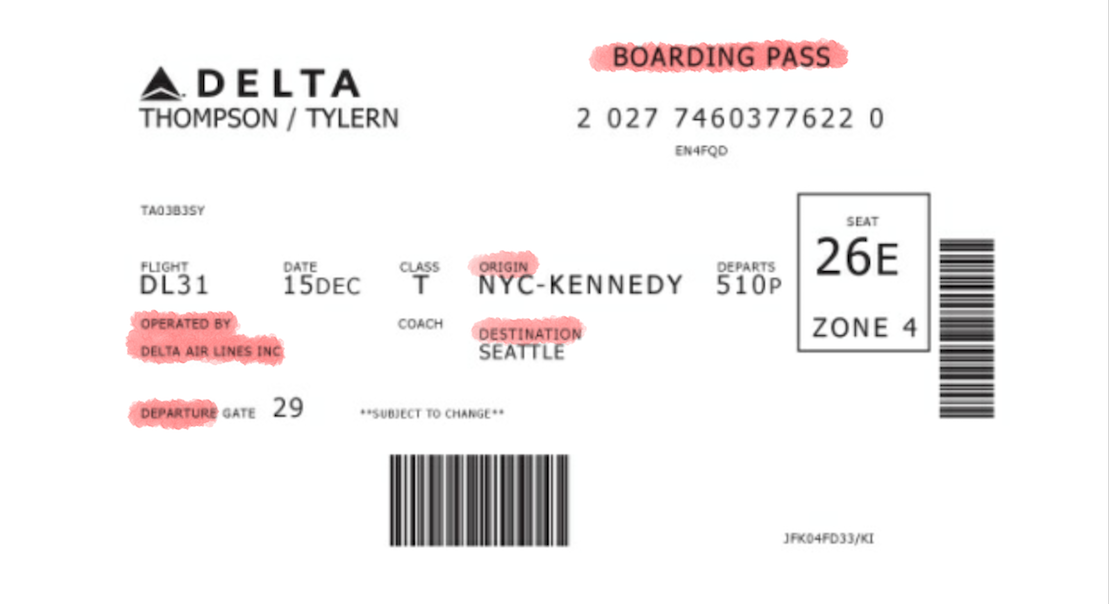 BOARDING PASS
DELTA
THOMPSON / TYLERN
2 027 7460377622 0
EN4FQD
TA03B3SY
SEAT
26E
ZONE 4
FLIGHT DATE CLASS ORIGIN DEPARTS
DL31 15DEC T NYC-KENNEDY 510P
OPERATED BY COACH DESTINATION
DELTA AIR LINES INC SEATTLE
DEPARTURE GATE 29 **SUBJECT TO CHANGE**
JFK04FD33/KI